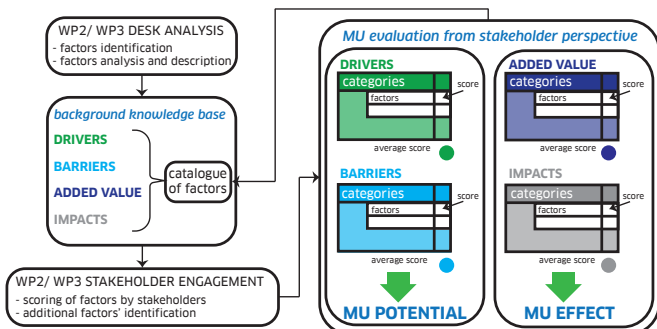 WP2/ WP3 DESK ANALYSIS
- factors identification
- factors analysis and description
background knowledge base
DRIVERS
BARRIERS
ADDED VALUE
IMPACTS
catalogue
of factors
WP2/ WP3 STAKEHOLDER ENGAGEMENT
- scoring of factors by stakeholders
- additional factors' identification
MU evaluation from stakeholder perspective
DRIVERS
categories
score
factors
average score
BARRIERS
categories
score
factors
average score
MU POTENTIAL
ADDED VALUE
categories
score
factors
average score
IMPACTS
categories
score
factors
average score
MU EFFECT